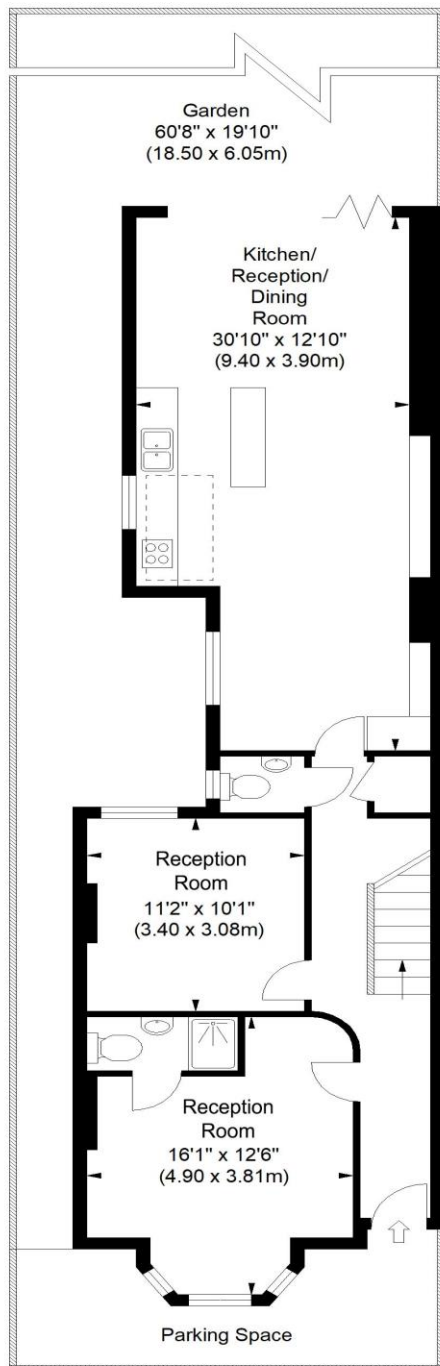 Garden
60'8" x 19'10"
(18.50 x 6.05m)
Kitchen/
Reception/
Dining
Room
30'10" x 12'10"
(9.40 x 3.90m)
Reception
Room
11'2" x 10'1"
(3.40 x 3.08m)
Reception
Room
16'1" x 12'6"
(4.90 x 3.81m)
Parking Space